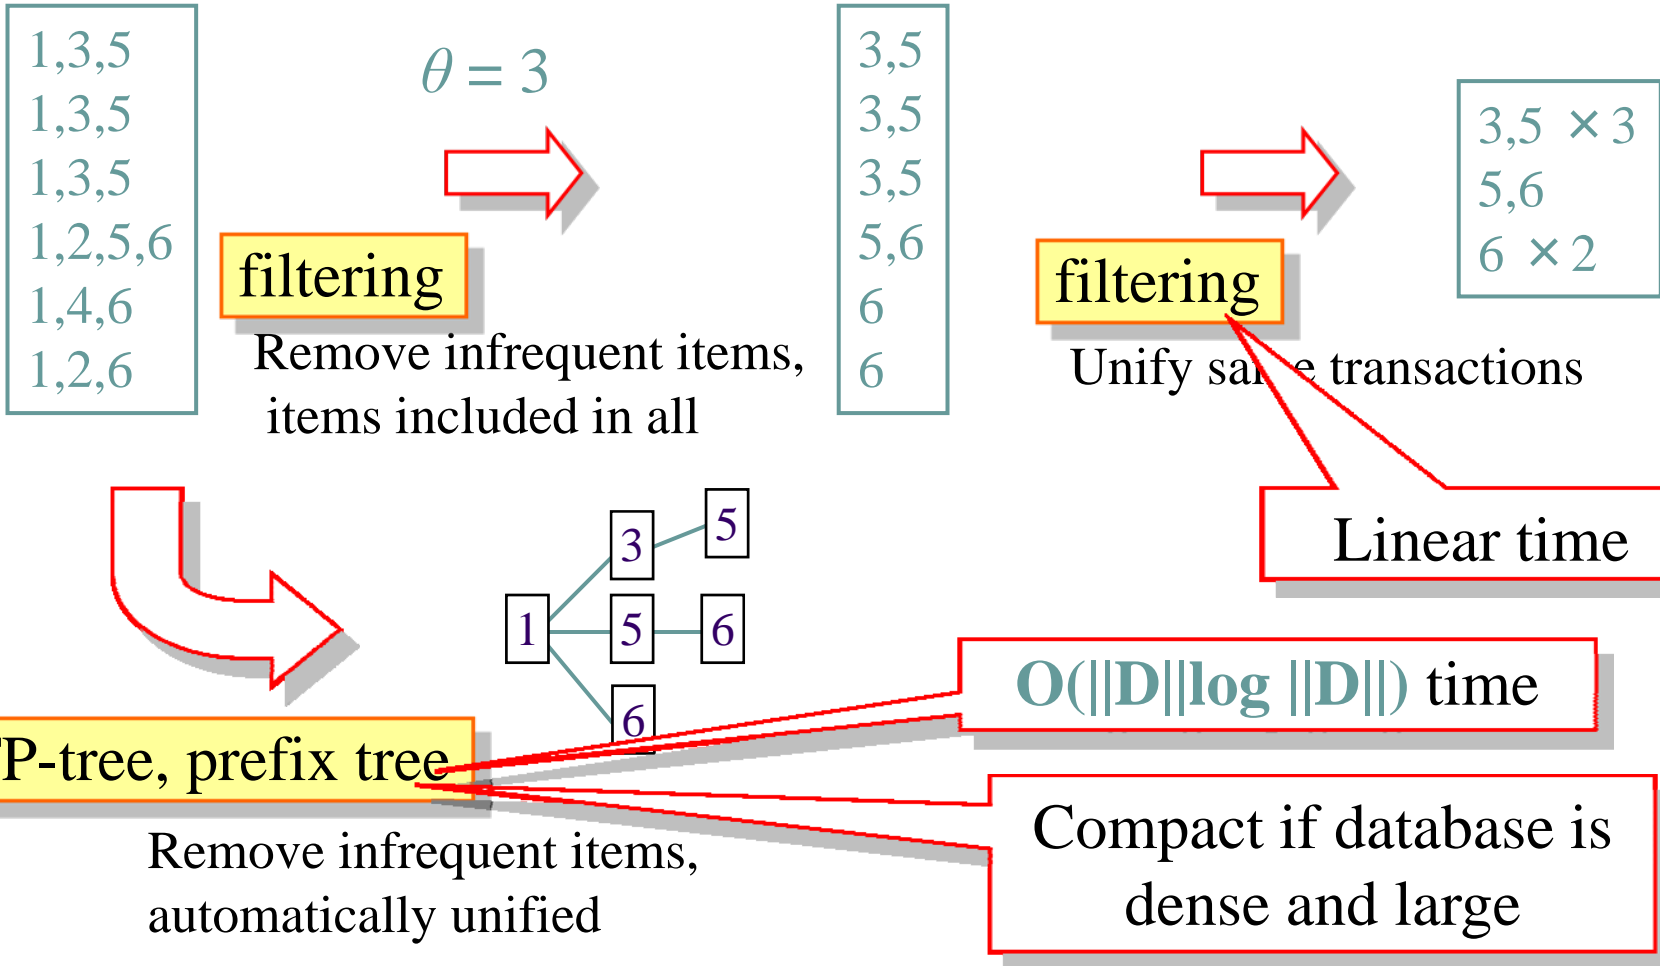 1,3,5
1,3,5
1,3,5
1,2,5,6
1,4,6
1,2,6
θ = 3
filtering
Remove infrequent items,
items included in all
3,5
3,5
3,5
5,6
6
6
filtering
Unify same transactions
3,5 ×3
5,6
6 ×2
Linear time
1
3
5
5
6
6
P-tree, prefix tree
Remove infrequent items,
automatically unified
O(||D||log ||D||) time
Compact if database is
dense and large